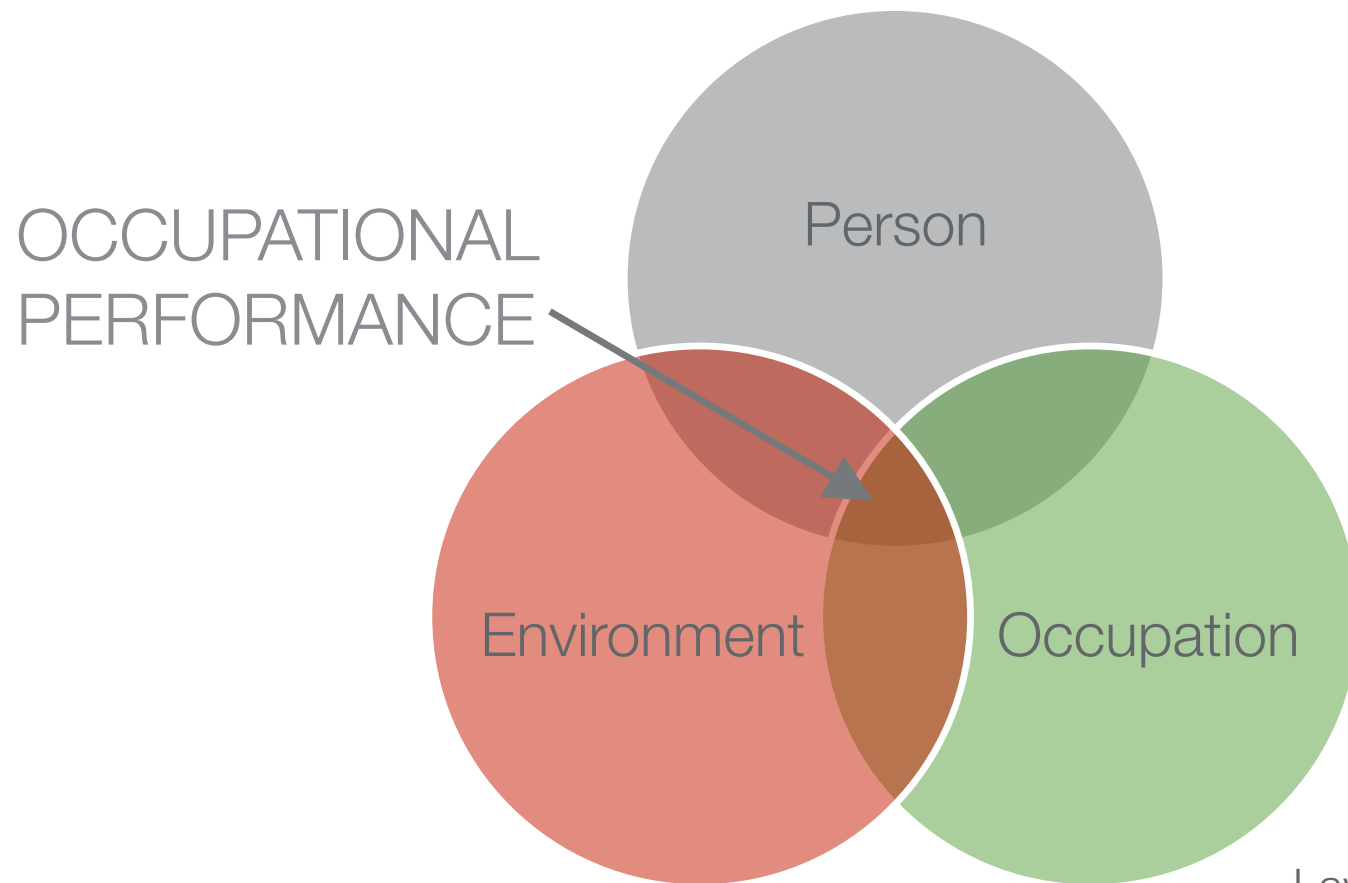 Person
OCCUPATIONAL
PERFORMANCE
Environment
Occupation